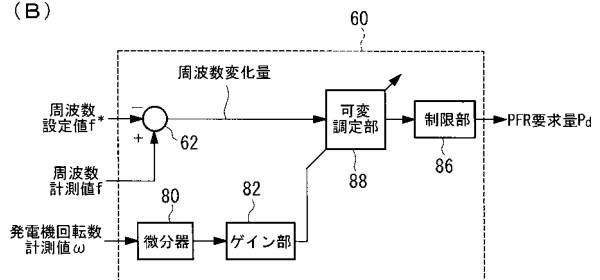 (B)
60
周波数変化量
周波数
設定値f*
−
+
62
可変
調定部
88
制限部
86
PFR要求量Pd
周波数
計測値f
80
82
発電機回転数
計測値ω
微分器
ゲイン部